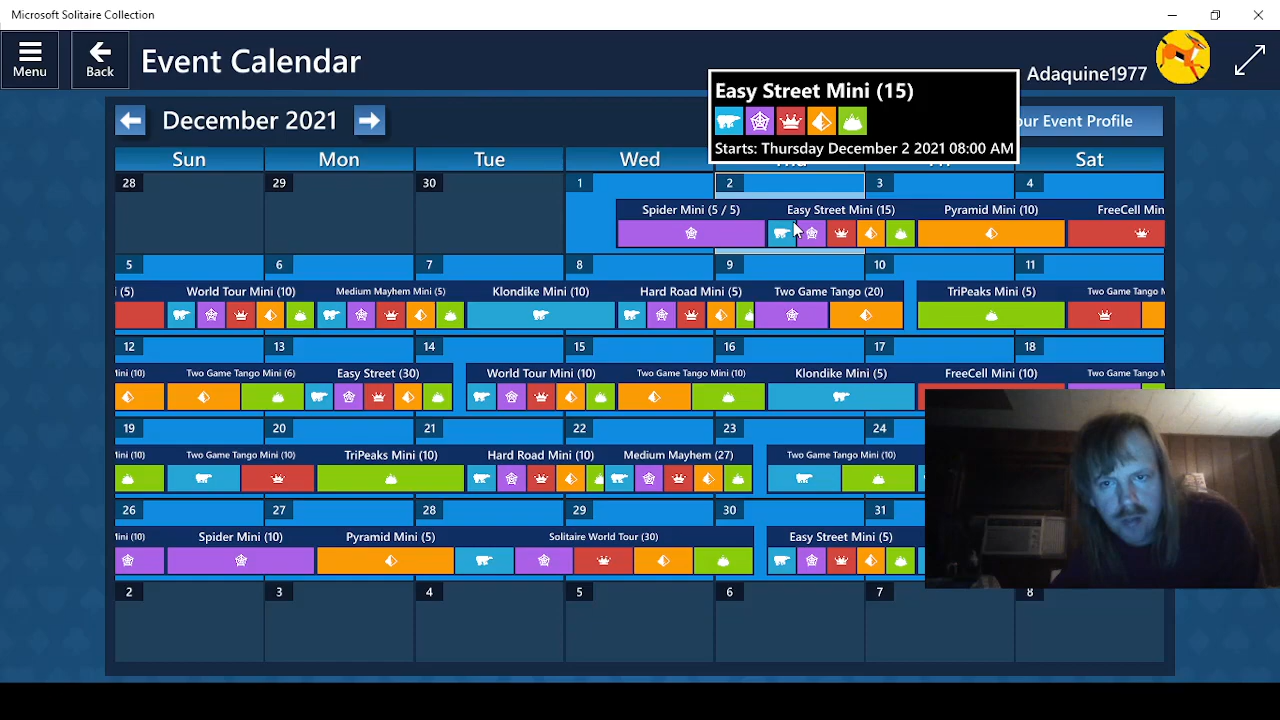 Microsoft Solitaire Collection
Menu
Back
Event Calendar
Adaquine1977
Easy Street Mini (15)
Starts: Thursday December 2 2021 08:00 AM
December 2021
our Event Profile
Sun Mon Tue Wed Sat
28 29 30 1 2 3 4
Spider Mini (5 / 5) Easy Street Mini (15) Pyramid Mini (10) FreeCell Min
5 6 7 8 9 10 11
i (5) World Tour Mini (10) Medium Mayhem Mini (5) Klondike Mini (10) Hard Road Mini (5) Two Game Tango (20) TriPeaks Mini (5) Two Game Tango M
12 13 14 15 16 17 18
Mini (10) Two Game Tango Mini (6) Easy Street (30) World Tour Mini (10) Two Game Tango Mini (10) Klondike Mini (5) FreeCell Mini (10)
19 20 21 22 23 24
Mini (10) Two Game Tango Mini (10) TriPeaks Mini (10) Hard Road Mini (10) Medium Mayhem (27) Two Game Tango Mini (10)
26 27 28 29 30 31
Mini (10) Spider Mini (10) Pyramid Mini (5) Solitaire World Tour (30) Easy Street Mini (5)
2 3 4 5 6 7 8